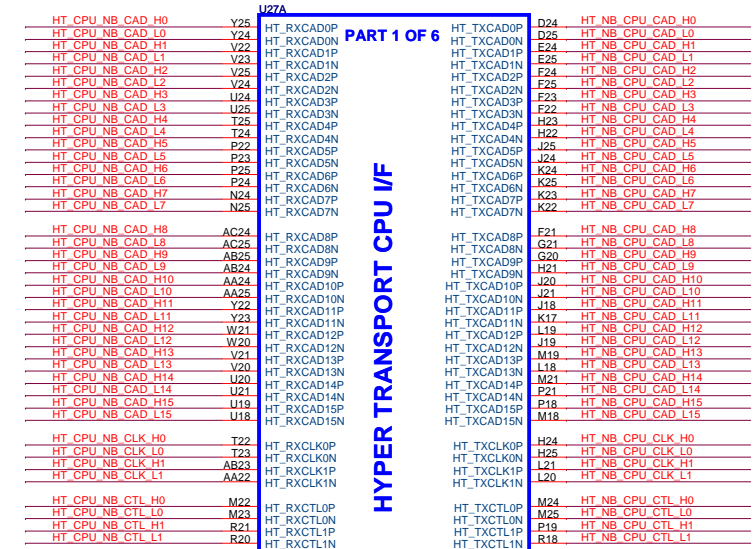 U27A
PART 1 OF 6
HYPER TRANSPORT CPU I/F
HT_CPU_NB_CAD_H0 Y25 HT_RXCAD0P HT_TXCAD0P D24 HT_NB_CPU_CAD_H0
HT_CPU_NB_CAD_L0 Y24 HT_RXCAD0N HT_TXCAD0N D25 HT_NB_CPU_CAD_L0
HT_CPU_NB_CAD_H1 V22 HT_RXCAD1P HT_TXCAD1P E24 HT_NB_CPU_CAD_H1
HT_CPU_NB_CAD_L1 V23 HT_RXCAD1N HT_TXCAD1N E25 HT_NB_CPU_CAD_L1
HT_CPU_NB_CAD_H2 V25 HT_RXCAD2P HT_TXCAD2P F24 HT_NB_CPU_CAD_H2
HT_CPU_NB_CAD_L2 V24 HT_RXCAD2N HT_TXCAD2N F25 HT_NB_CPU_CAD_L2
HT_CPU_NB_CAD_H3 U24 HT_RXCAD3P HT_TXCAD3P F23 HT_NB_CPU_CAD_H3
HT_CPU_NB_CAD_L3 U25 HT_RXCAD3N HT_TXCAD3N F22 HT_NB_CPU_CAD_L3
HT_CPU_NB_CAD_H4 T25 HT_RXCAD4P HT_TXCAD4P H23 HT_NB_CPU_CAD_H4
HT_CPU_NB_CAD_L4 T24 HT_RXCAD4N HT_TXCAD4N H22 HT_NB_CPU_CAD_L4
HT_CPU_NB_CAD_H5 P22 HT_RXCAD5P HT_TXCAD5P J25 HT_NB_CPU_CAD_H5
HT_CPU_NB_CAD_L5 P23 HT_RXCAD5N HT_TXCAD5N J24 HT_NB_CPU_CAD_L5
HT_CPU_NB_CAD_H6 P25 HT_RXCAD6P HT_TXCAD6P K24 HT_NB_CPU_CAD_H6
HT_CPU_NB_CAD_L6 P24 HT_RXCAD6N HT_TXCAD6N K25 HT_NB_CPU_CAD_L6
HT_CPU_NB_CAD_H7 N24 HT_RXCAD7P HT_TXCAD7P K23 HT_NB_CPU_CAD_H7
HT_CPU_NB_CAD_L7 N25 HT_RXCAD7N HT_TXCAD7N K22 HT_NB_CPU_CAD_L7
HT_CPU_NB_CAD_H8 AC24 HT_RXCAD8P HT_TXCAD8P F21 HT_NB_CPU_CAD_H8
HT_CPU_NB_CAD_L8 AC25 HT_RXCAD8N HT_TXCAD8N G21 HT_NB_CPU_CAD_L8
HT_CPU_NB_CAD_H9 AB25 HT_RXCAD9P HT_TXCAD9P G20 HT_NB_CPU_CAD_H9
HT_CPU_NB_CAD_L9 AB24 HT_RXCAD9N HT_TXCAD9N H21 HT_NB_CPU_CAD_L9
HT_CPU_NB_CAD_H10 AA24 HT_RXCAD10P HT_TXCAD10P J20 HT_NB_CPU_CAD_H10
HT_CPU_NB_CAD_L10 AA25 HT_RXCAD10N HT_TXCAD10N J21 HT_NB_CPU_CAD_L10
HT_CPU_NB_CAD_H11 Y22 HT_RXCAD11P HT_TXCAD11P J18 HT_NB_CPU_CAD_H11
HT_CPU_NB_CAD_L11 Y23 HT_RXCAD11N HT_TXCAD11N K17 HT_NB_CPU_CAD_L11
HT_CPU_NB_CAD_H12 W21 HT_RXCAD12P HT_TXCAD12P L19 HT_NB_CPU_CAD_H12
HT_CPU_NB_CAD_L12 W20 HT_RXCAD12N HT_TXCAD12N J19 HT_NB_CPU_CAD_L12
HT_CPU_NB_CAD_H13 V21 HT_RXCAD13P HT_TXCAD13P M19 HT_NB_CPU_CAD_H13
HT_CPU_NB_CAD_L13 V20 HT_RXCAD13N HT_TXCAD13N L18 HT_NB_CPU_CAD_L13
HT_CPU_NB_CAD_H14 U20 HT_RXCAD14P HT_TXCAD14P M21 HT_NB_CPU_CAD_H14
HT_CPU_NB_CAD_L14 U21 HT_RXCAD14N HT_TXCAD14N P21 HT_NB_CPU_CAD_L14
HT_CPU_NB_CAD_H15 U19 HT_RXCAD15P HT_TXCAD15P P18 HT_NB_CPU_CAD_H15
HT_CPU_NB_CAD_L15 U18 HT_RXCAD15N HT_TXCAD15N M18 HT_NB_CPU_CAD_L15
HT_CPU_NB_CLK_H0 T22 HT_RXCLK0P HT_TXCLK0P H24 HT_NB_CPU_CLK_H0
HT_CPU_NB_CLK_L0 T23 HT_RXCLK0N HT_TXCLK0N H25 HT_NB_CPU_CLK_L0
HT_CPU_NB_CLK_H1 AB23 HT_RXCLK1P HT_TXCLK1P L21 HT_NB_CPU_CLK_H1
HT_CPU_NB_CLK_L1 AA22 HT_RXCLK1N HT_TXCLK1N L20 HT_NB_CPU_CLK_L1
HT_CPU_NB_CTL_H0 M22 HT_RXCTL0P HT_TXCTL0P M24 HT_NB_CPU_CTL_H0
HT_CPU_NB_CTL_L0 M23 HT_RXCTL0N HT_TXCTL0N M25 HT_NB_CPU_CTL_L0
HT_CPU_NB_CTL_H1 R21 HT_RXCTL1P HT_TXCTL1P P19 HT_NB_CPU_CTL_H1
HT_CPU_NB_CTL_L1 R20 HT_RXCTL1N HT_TXCTL1N R18 HT_NB_CPU_CTL_L1